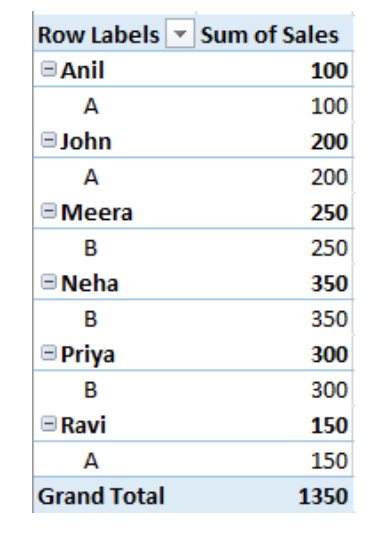 Row Labels Sum of Sales
Anil 100
A 100
John 200
A 200
Meera 250
B 250
Neha 350
B 350
Priya 300
B 300
Ravi 150
A 150
Grand Total 1350